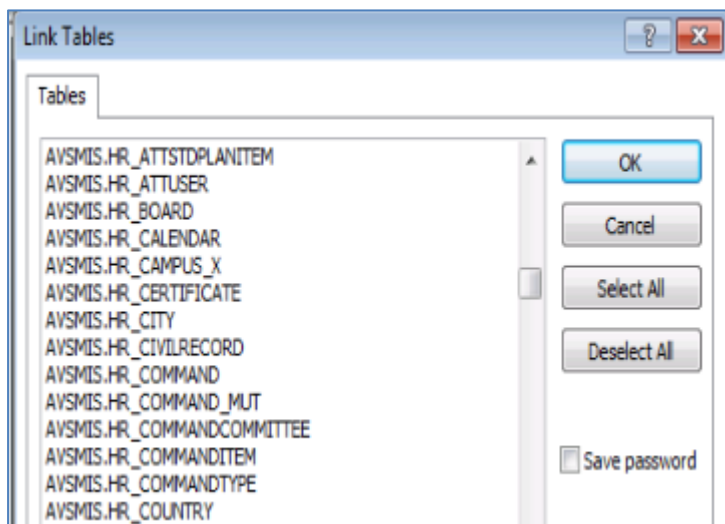 Link Tables
Tables
AVSMIS.HR_ATTSTDPLANITEM
AVSMIS.HR_ATTUSER
AVSMIS.HR_BOARD
AVSMIS.HR_CALENDAR
AVSMIS.HR_CAMPUS_X
AVSMIS.HR_CERTIFICATE
AVSMIS.HR_CITY
AVSMIS.HR_CIVILRECORD
AVSMIS.HR_COMMAND
AVSMIS.HR_COMMAND_MUT
AVSMIS.HR_COMMANDCOMMITTEE
AVSMIS.HR_COMMANDITEM
AVSMIS.HR_COMMANDTYPE
AVSMIS.HR_COUNTRY
OK
Cancel
Select All
Deselect All
Save password